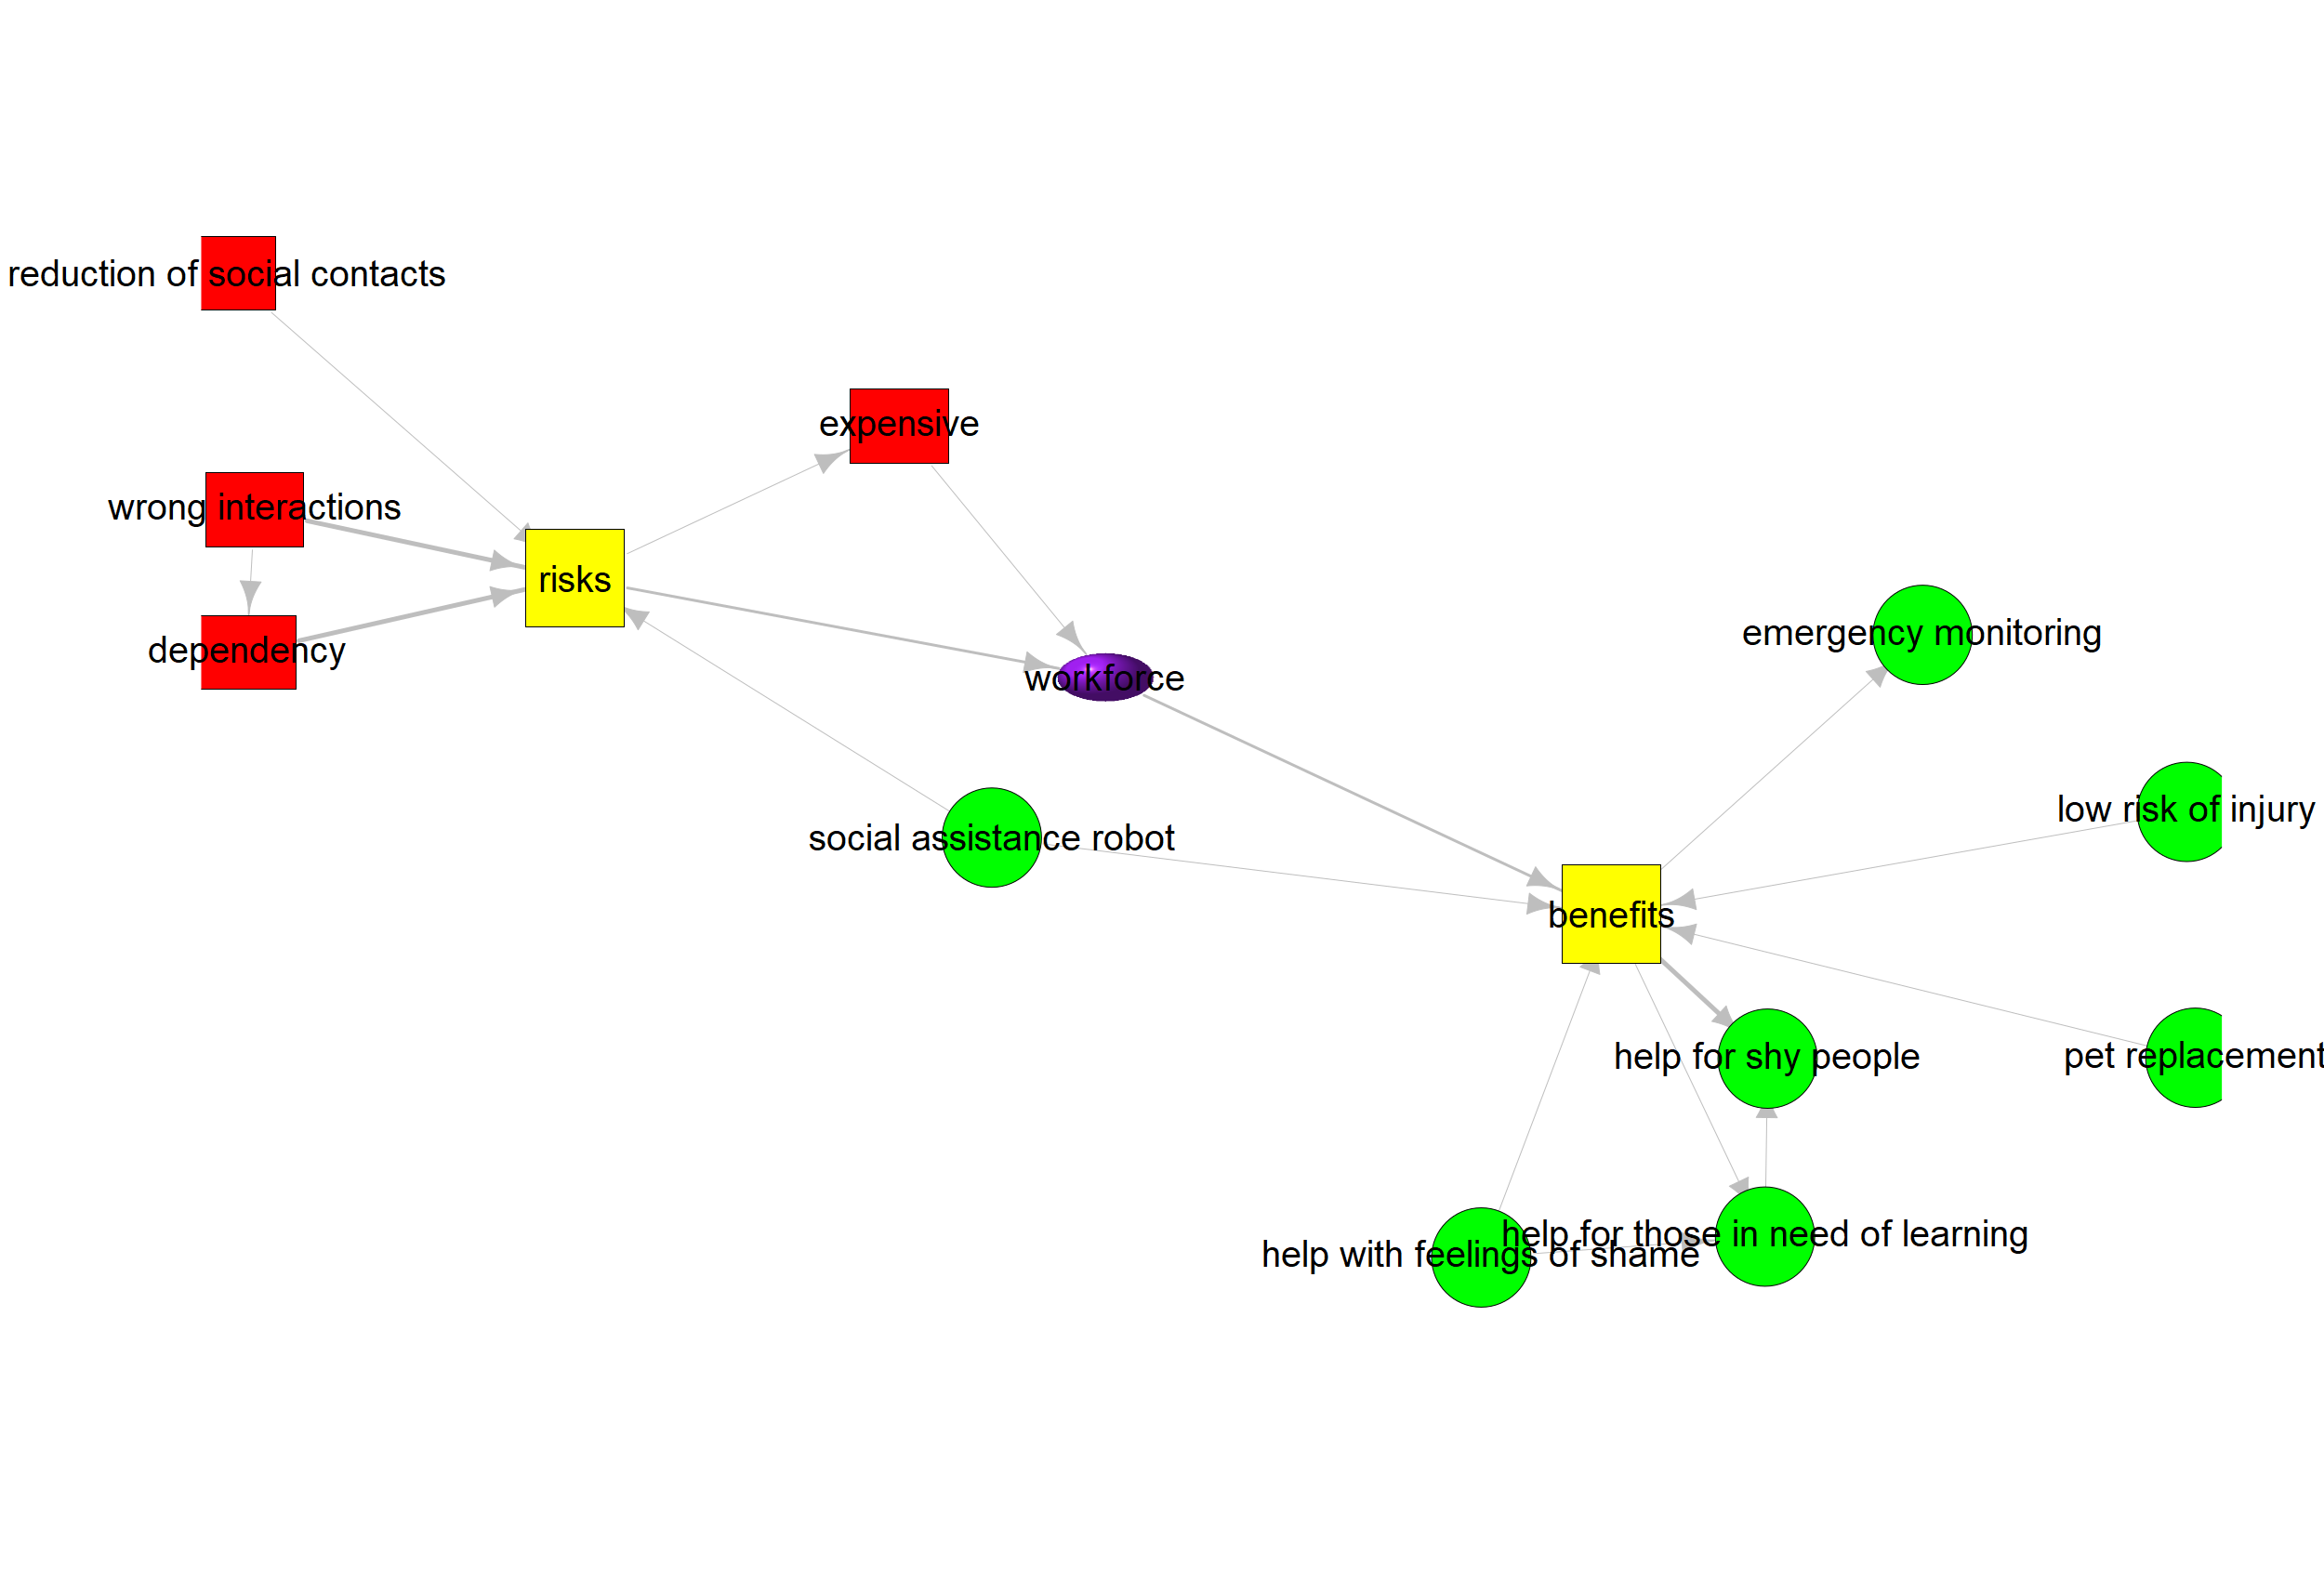 reduction of social contacts
expensive
wrong interactions
risks
emergency monitoring
dependency
workforce
low risk of injury
social assistance robot
benefits
help for shy people
pet replacement
help for those in need of learning
help with feelings of shame